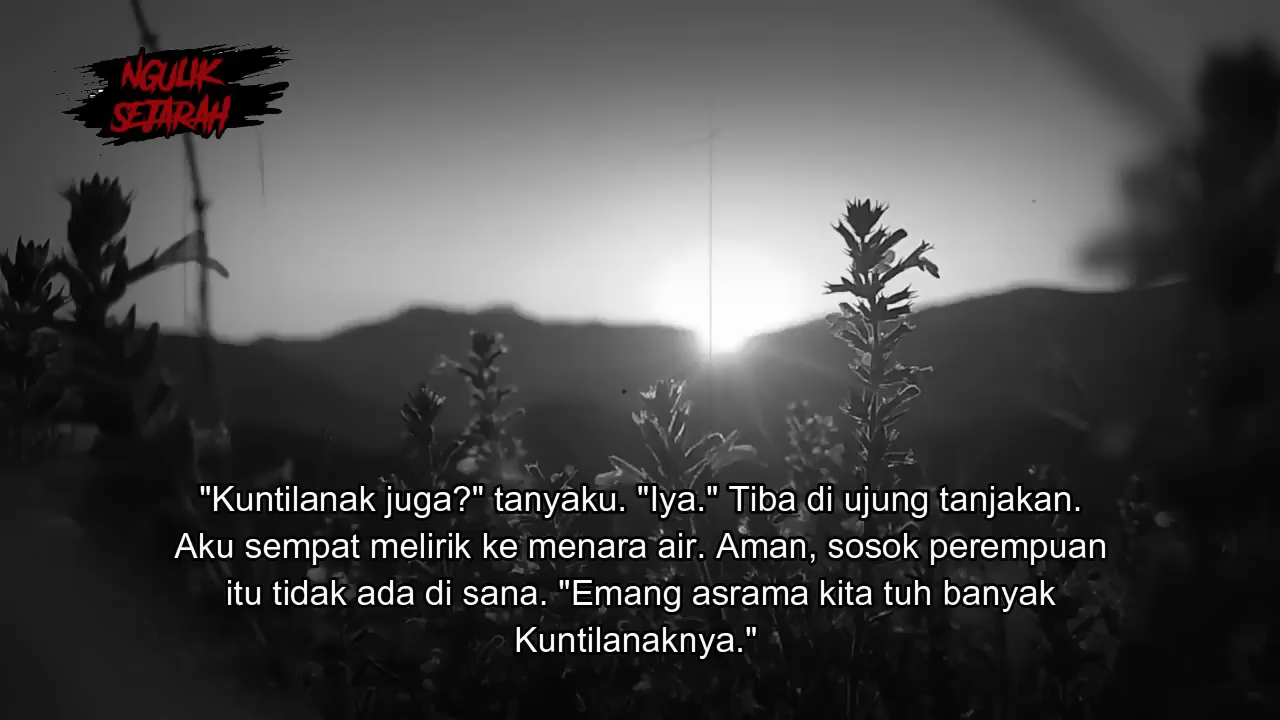 NGULIK
SEJARAH
"Kuntilanak juga?" tanyaku. "Iya." Tiba di ujung tanjakan.
Aku sempat melirik ke menara air. Aman, sosok perempuan
itu tidak ada di sana. "Emang asrama kita tuh banyak
Kuntilanaknya."